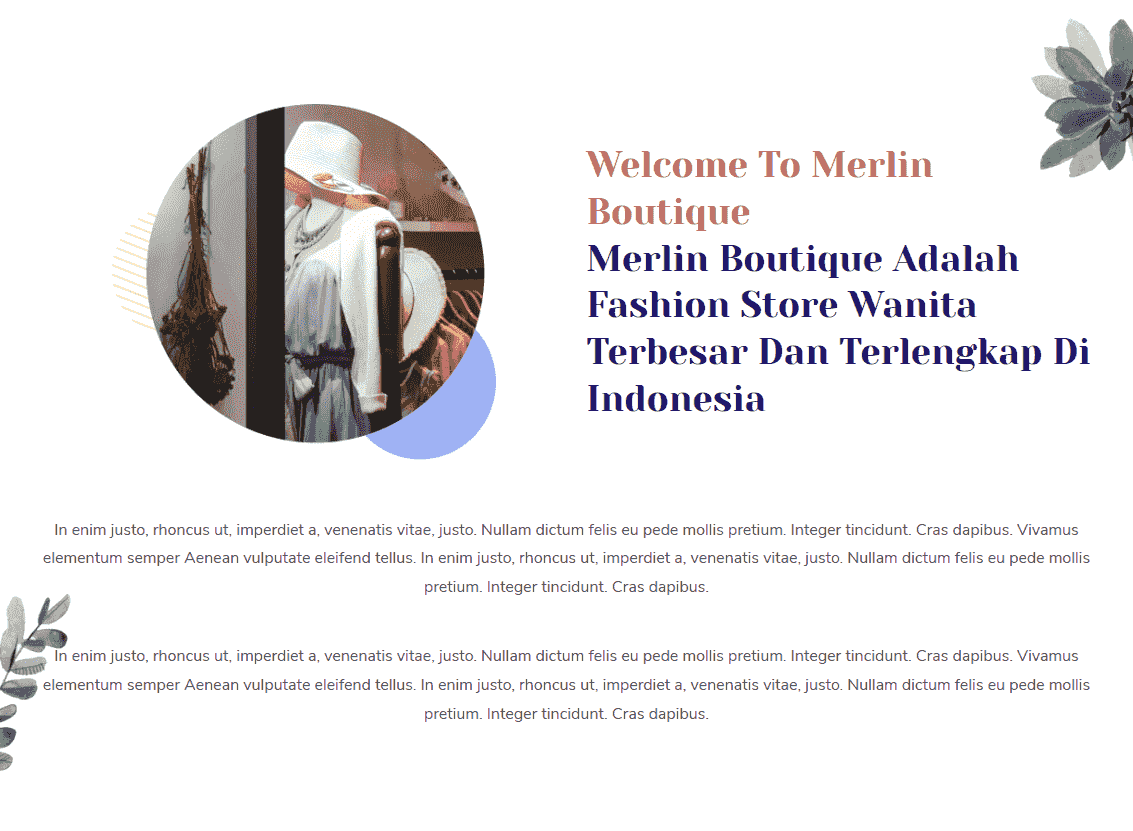 Welcome To Merlin
Boutique
Merlin Boutique Adalah
Fashion Store Wanita
Terbesar Dan Terlengkap Di
Indonesia
In enim justo, rhoncus ut, imperdiet a, venenatis vitae, justo. Nullam dictum felis eu pede mollis pretium. Integer tincidunt. Cras dapibus. Vivamus
elementum semper Aenean vulputate eleifend tellus. In enim justo, rhoncus ut, imperdiet a, venenatis vitae, justo. Nullam dictum felis eu pede mollis
pretium. Integer tincidunt. Cras dapibus.
In enim justo, rhoncus ut, imperdiet a, venenatis vitae, justo. Nullam dictum felis eu pede mollis pretium. Integer tincidunt. Cras dapibus. Vivamus
elementum semper Aenean vulputate eleifend tellus. In enim justo, rhoncus ut, imperdiet a, venenatis vitae, justo. Nullam dictum felis eu pede mollis
pretium. Integer tincidunt. Cras dapibus.